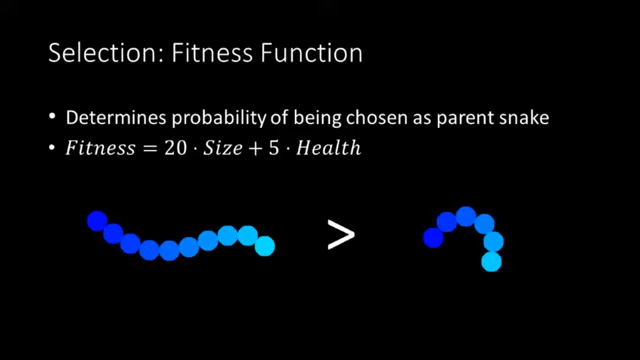 Selection: Fitness Function
• Determines probability of being chosen as parent snake
• Fitness = 20 · Size + 5 · Health
>